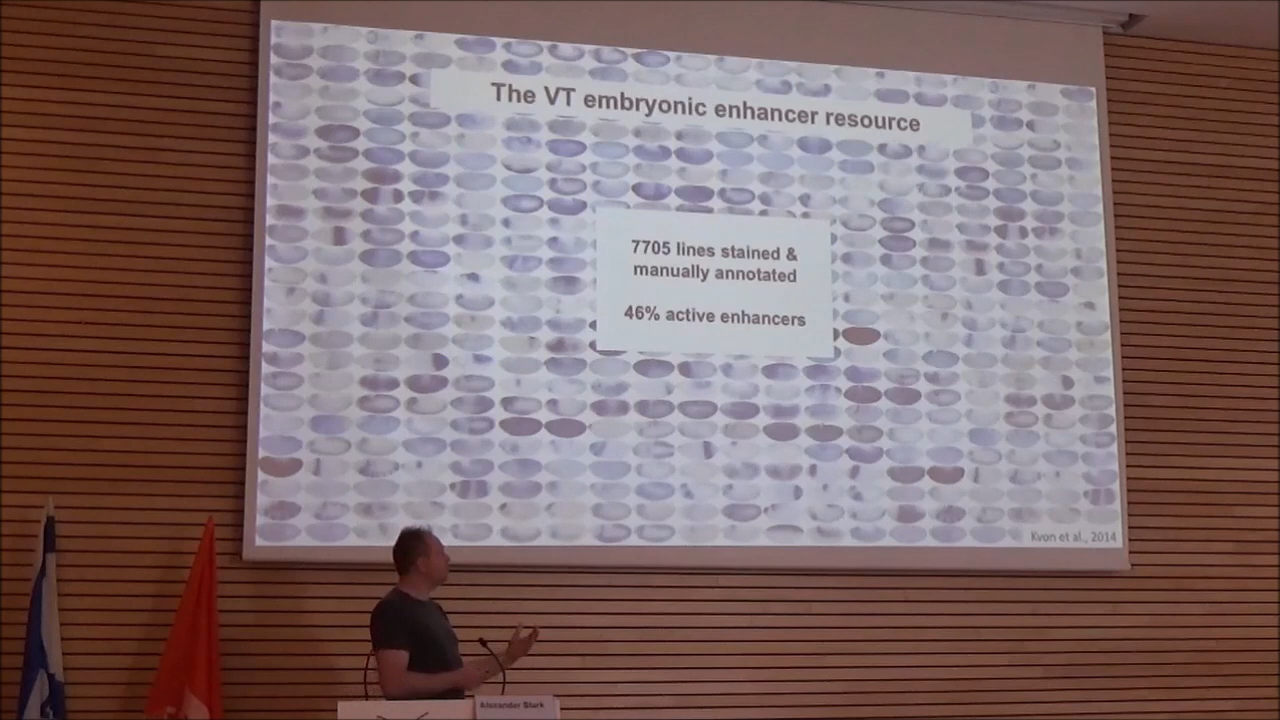 The VT embryonic enhancer resource
7705 lines stained &
manually annotated
46% active enhancers
Kvon et al., 2014
Alexander Stark